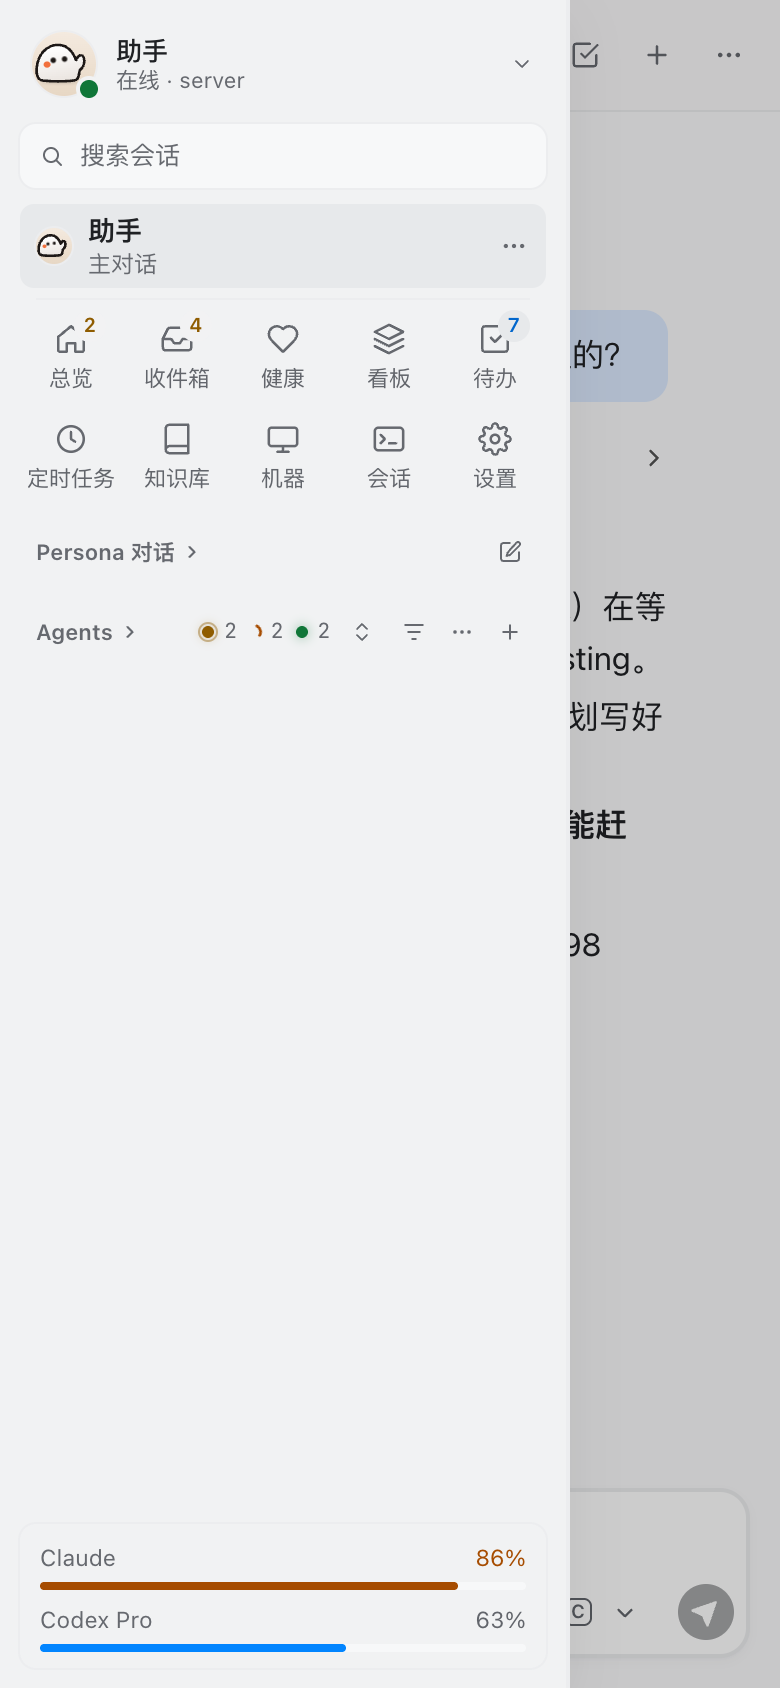 助手
在线 · server
搜索会话
助手
主对话
2
4
7
总览
收件箱
健康
看板
待办
定时任务
知识库
机器
会话
设置
Persona 对话
Agents
2
2
2
Claude
86%
Codex Pro
63%
的?
）在等
sting。
划写好
能赶
98
C